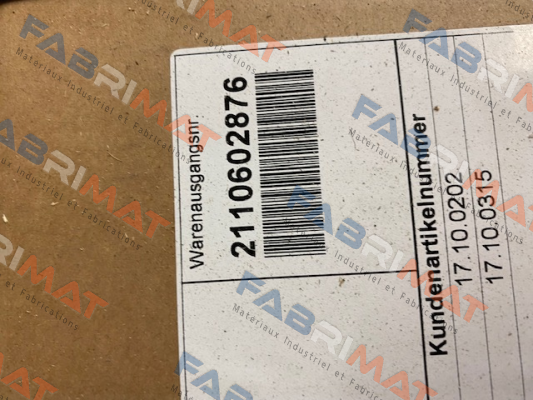 Warenausgangsnr.:
2110602876
Kundenartikelnummer
17.10.0202
17.10.0315
FABRIMAT
Matériaux Industriel et Fabrications